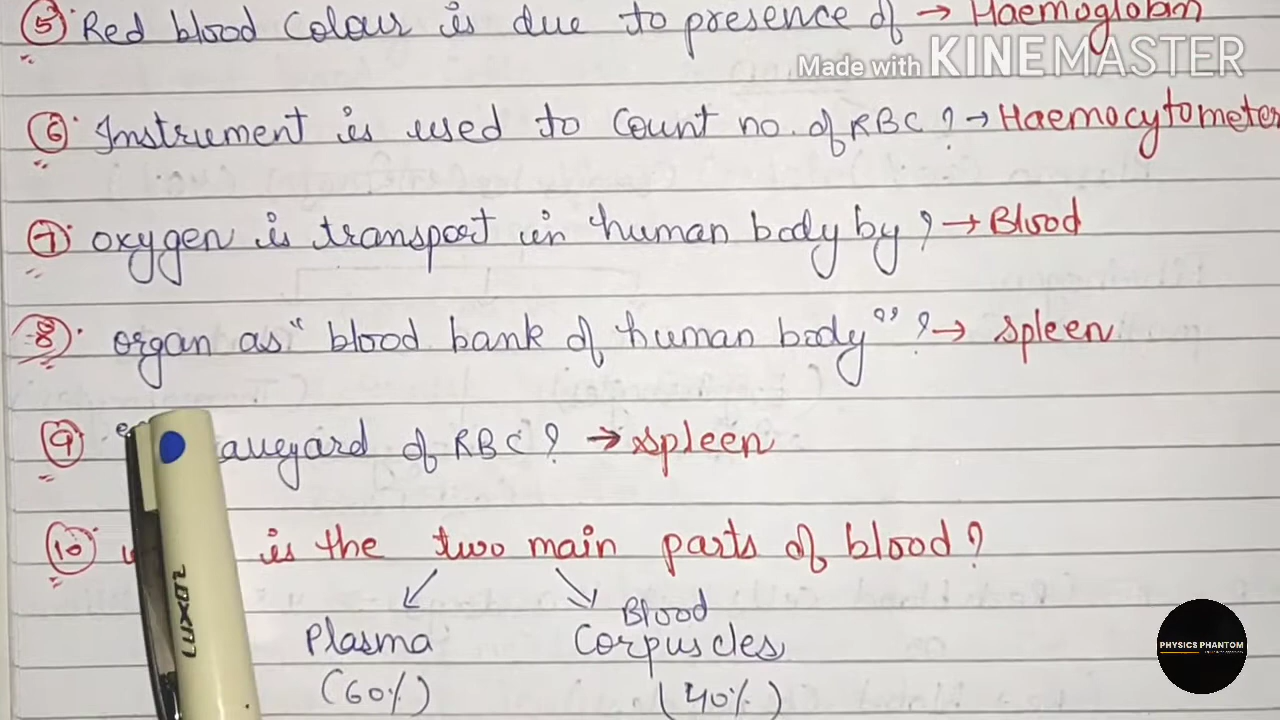 ⑤ Red blood Colour is due to presence of → Haemoglobin
Made with KINEMASTER
⑥ Instrument is used to Count no. of RBC? → Haemocytometer
⑦ oxygen is transport in human body by? → Blood
⑧ organ as "blood bank of human body"? → spleen
⑨ of RBC? → spleen
⑩ is the two main parts of blood?
Plasma
(60%)
Blood
Corpuscles
(40%)
LUXOR
PHYSICS PHANTOM